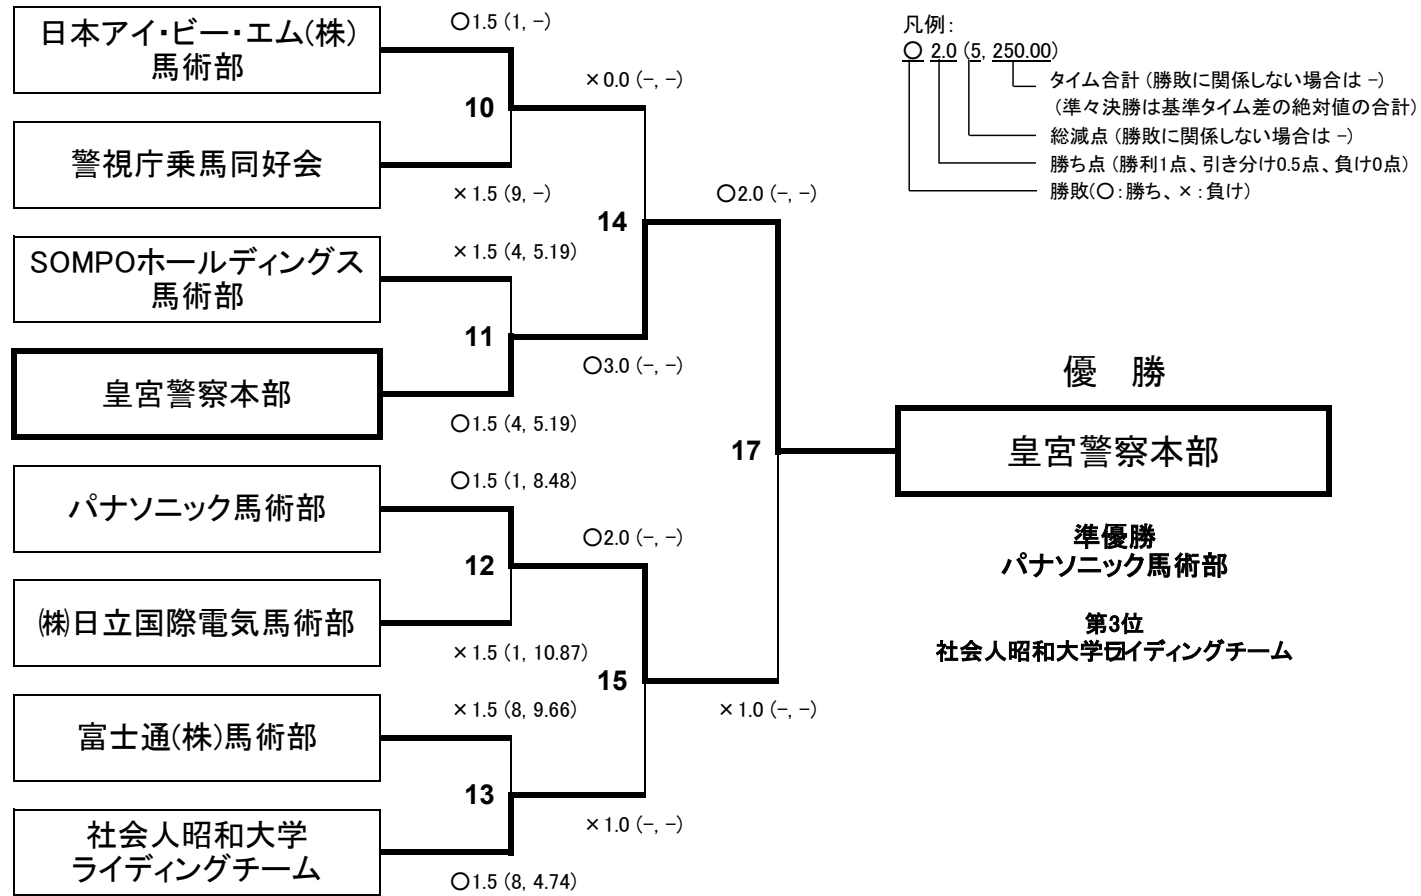 日本アイ・ビー・エム(株)
馬術部
〇1.5 (1, −)
10
×0.0 (−, −)
警視庁乗馬同好会
×1.5 (9, −)
14
〇2.0 (−, −)
SOMPOホールディングス
馬術部
×1.5 (4, 5.19)
11
〇3.0 (−, −)
皇宮警察本部
〇1.5 (4, 5.19)
17
パナソニック馬術部
〇1.5 (1, 8.48)
12
〇2.0 (−, −)
㈱日立国際電気馬術部
×1.5 (1, 10.87)
15
×1.0 (−, −)
富士通(株)馬術部
×1.5 (8, 9.66)
13
×1.0 (−, −)
社会人昭和大学
ライディングチーム
〇1.5 (8, 4.74)
凡例:
〇 2.0 (5, 250.00)
タイム合計 (勝敗に関係しない場合は −)
(準々決勝は基準タイム差の絶対値の合計)
総減点 (勝敗に関係しない場合は −)
勝ち点 (勝利1点、引き分け0.5点、負け0点)
勝敗(〇:勝ち、×:負け)
優 勝
皇宮警察本部
準優勝
パナソニック馬術部
第3位
社会人昭和大学ライディングチーム